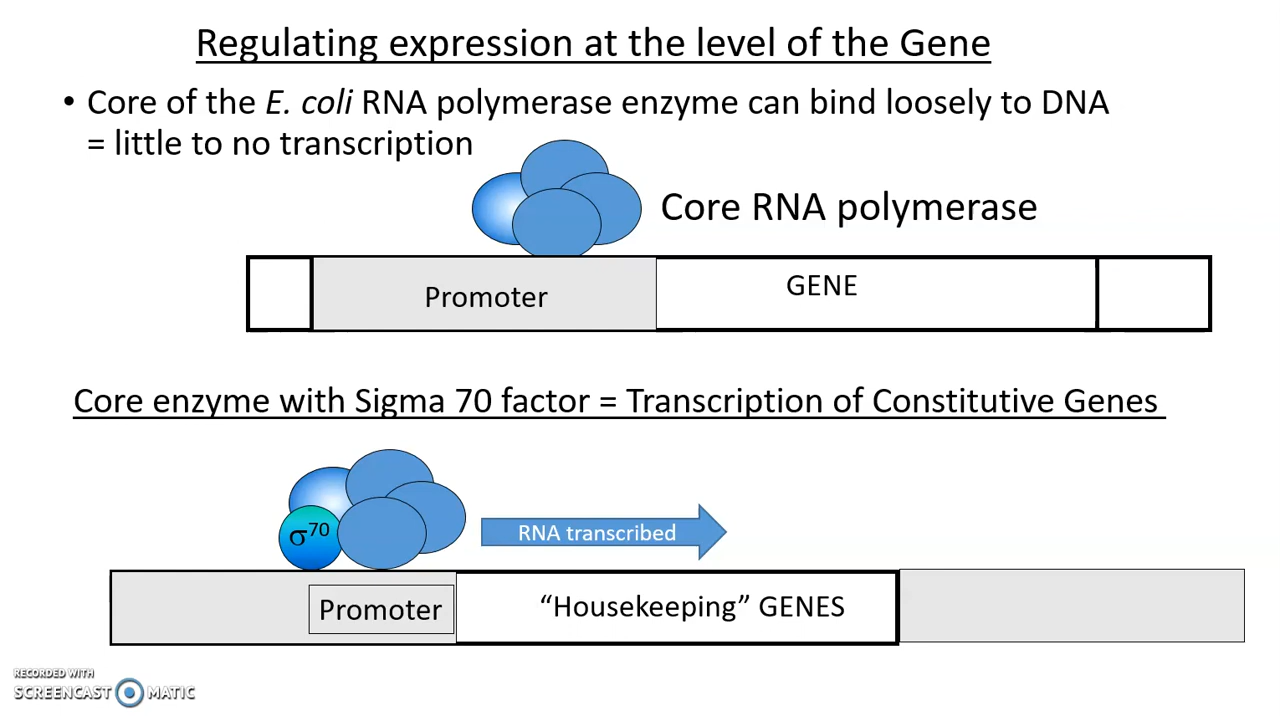 Regulating expression at the level of the Gene
• Core of the E. coli RNA polymerase enzyme can bind loosely to DNA
= little to no transcription
Core RNA polymerase
Promoter
GENE
Core enzyme with Sigma 70 factor = Transcription of Constitutive Genes
σ⁷⁰
RNA transcribed
Promoter
“Housekeeping” GENES
RECORDED WITH
SCREENCAST MATIC